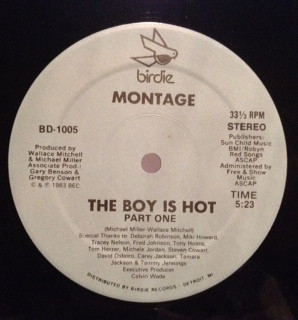 birdie
MONTAGE
BD-1005
33⅓ RPM
STEREO
Produced by
Wallace Mitchell
& Michael Miller
Associate Prod.:
Gary Benson &
Gregory Cowart
℗ & © 1983 BEC
Publishers:
Sun Child Music
BMI/Robyn
Red Songs
ASCAP
Administered by
Free & Show
Music
ASCAP
TIME
5:23
THE BOY IS HOT
PART ONE
(Michael Miller-Wallace Mitchell)
Special Thanks to: Deborah Robinson, Miki Howard,
Tracey Nelson, Fred Johnson, Tony Holms,
Tom Herzer, Michele Jordan, Steven Cowart,
David Odoms, Carey Jackson, Tamara
Jackson & Tommy Jennings
Executive Producer
Calvin Wade
DISTRIBUTED BY BIRDIE RECORDS - DETROIT, MI